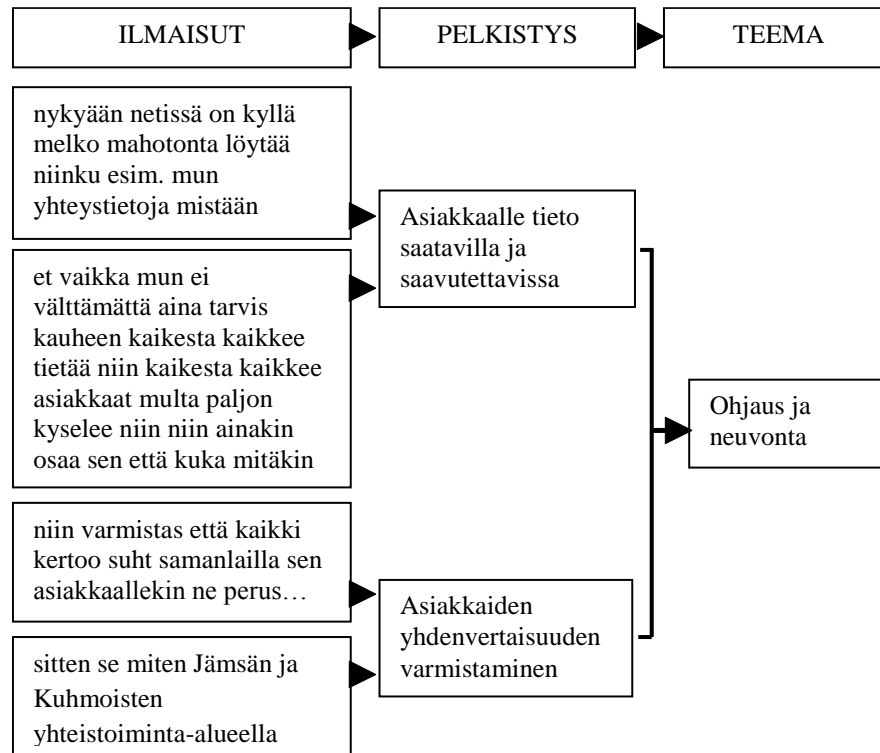 ILMAISUT
PELKISTYS
TEEMA
nykyään netissä on kyllä
melko mahotonta löytää
niinku esim. mun
yhteystietoja mistään
Asiakkaalle tieto
saatavilla ja
saavutettavissa
et vaikka mun ei
välttämättä aina tarvis
kauheen kaikesta kaikkee
tietää niin kaikesta kaikkee
asiakkaat multa paljon
kyselee niin niin ainakin
osaa sen että kuka mitäkin
Ohjaus ja
neuvonta
niin varmistas että kaikki
kertoo suht samanlailla sen
asiakkaallekin ne perus…
Asiakkaiden
yhdenvertaisuuden
varmistaminen
sitten se miten Jämsän ja
Kuhmoisten
yhteistoiminta-alueella